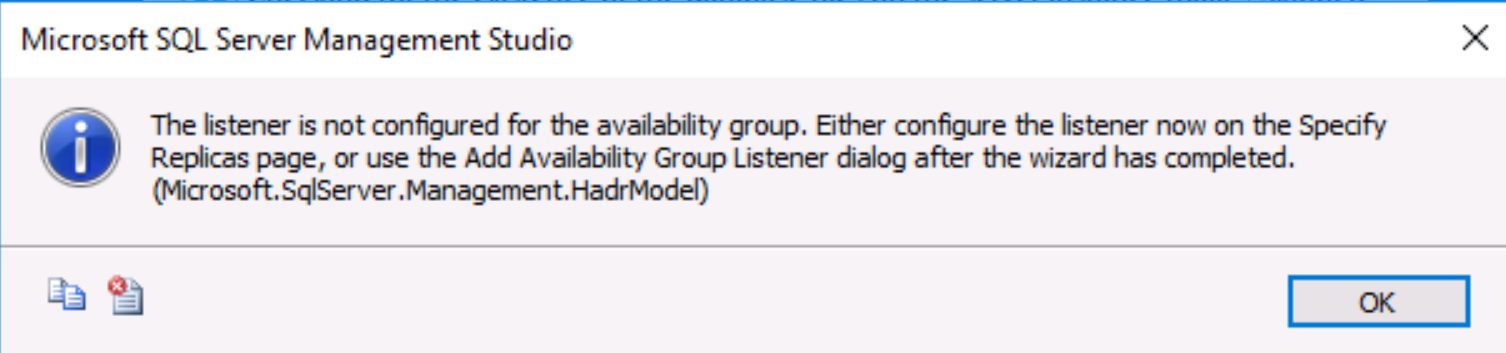 Microsoft SQL Server Management Studio
The listener is not configured for the availability group. Either configure the listener now on the Specify
Replicas page, or use the Add Availability Group Listener dialog after the wizard has completed.
(Microsoft.SqlServer.Management.HadrModel)
OK